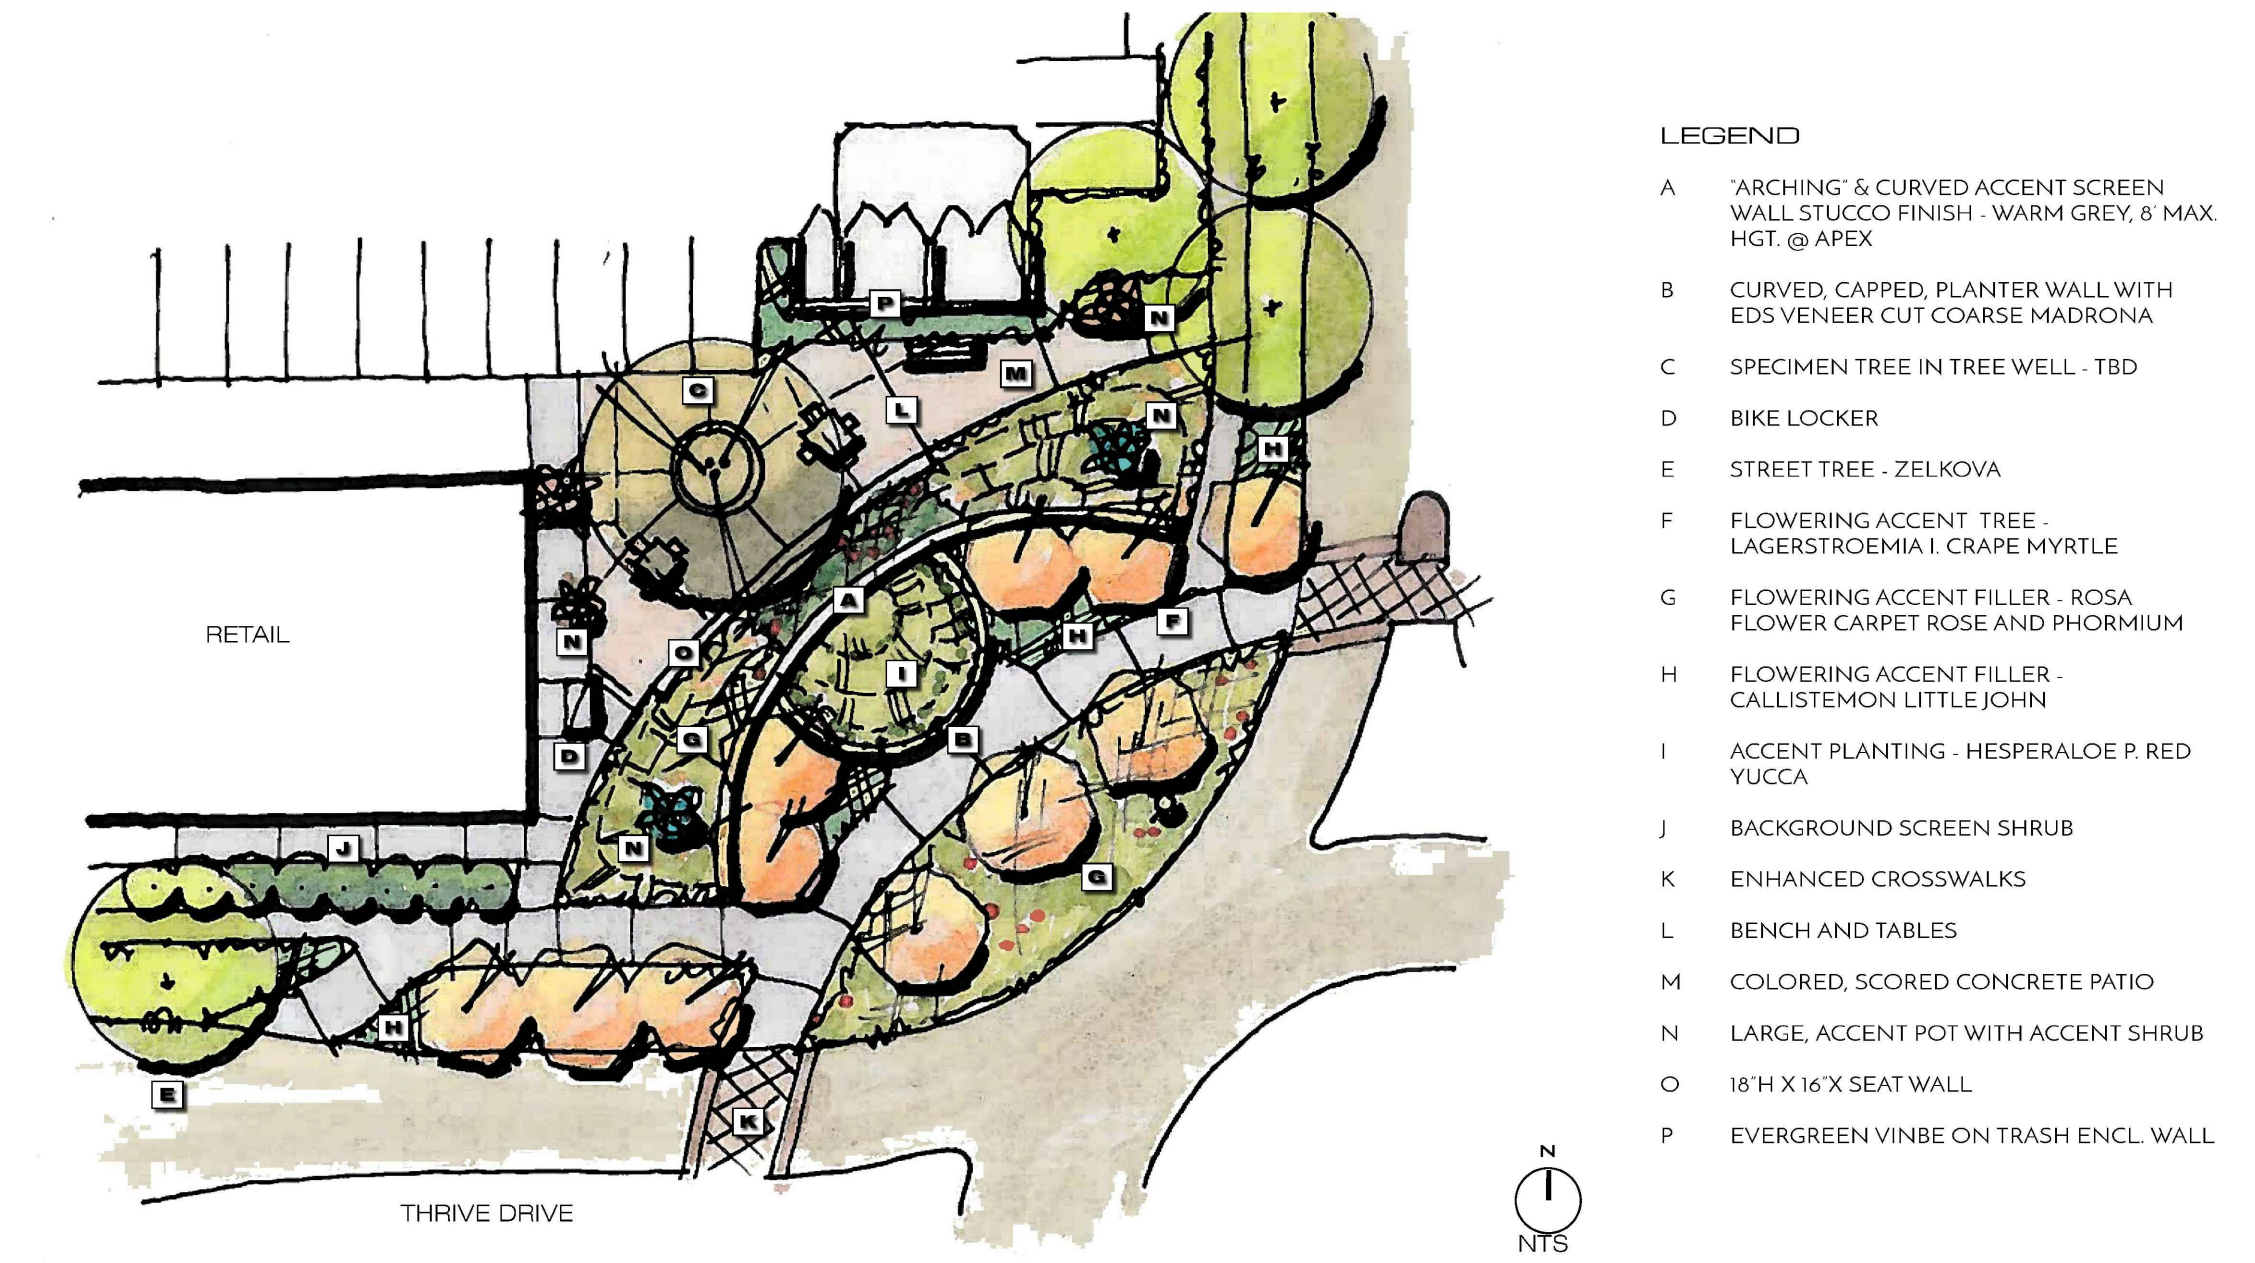 P
N
C
M
L
N
H
A
F
N
O
H
I
RETAIL
G
B
D
J
N
G
H
E
K
THRIVE DRIVE
N
NTS
LEGEND
A "ARCHING" & CURVED ACCENT SCREEN
WALL STUCCO FINISH - WARM GREY, 8' MAX.
HGT. @ APEX
B CURVED, CAPPED, PLANTER WALL WITH
EDS VENEER CUT COARSE MADRONA
C SPECIMEN TREE IN TREE WELL - TBD
D BIKE LOCKER
E STREET TREE - ZELKOVA
F FLOWERING ACCENT TREE -
LAGERSTROEMIA I. CRAPE MYRTLE
G FLOWERING ACCENT FILLER - ROSA
FLOWER CARPET ROSE AND PHORMIUM
H FLOWERING ACCENT FILLER -
CALLISTEMON LITTLE JOHN
I ACCENT PLANTING - HESPERALOE P. RED
YUCCA
J BACKGROUND SCREEN SHRUB
K ENHANCED CROSSWALKS
L BENCH AND TABLES
M COLORED, SCORED CONCRETE PATIO
N LARGE, ACCENT POT WITH ACCENT SHRUB
O 18"H X 16"X SEAT WALL
P EVERGREEN VINBE ON TRASH ENCL. WALL